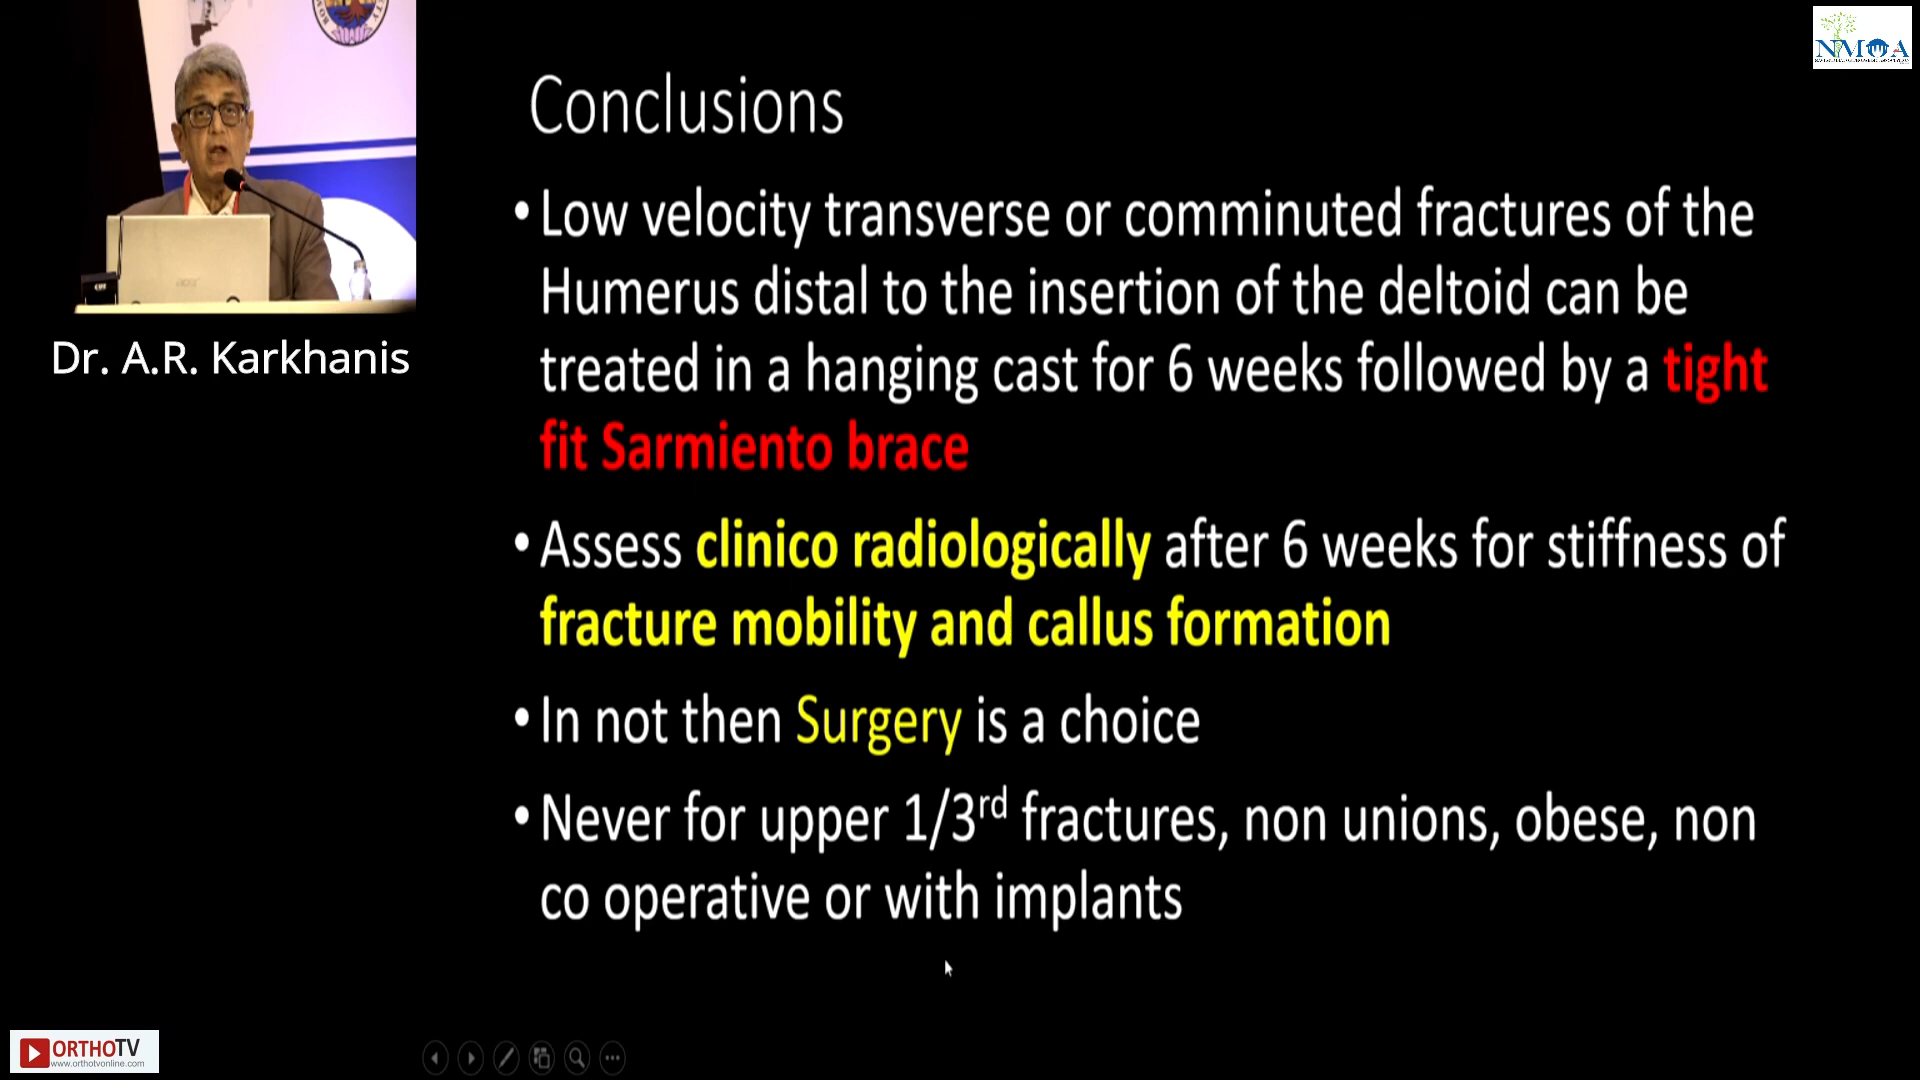 NMOA
Conclusions
• Low velocity transverse or comminuted fractures of the
Humerus distal to the insertion of the deltoid can be
treated in a hanging cast for 6 weeks followed by a tight
fit Sarmiento brace
• Assess clinico radiologically after 6 weeks for stiffness of
fracture mobility and callus formation
• In not then Surgery is a choice
• Never for upper 1/3rd fractures, non unions, obese, non
co operative or with implants
acer
Dr. A.R. Karkhanis
ORTHOTV
www.orthotvonline.com